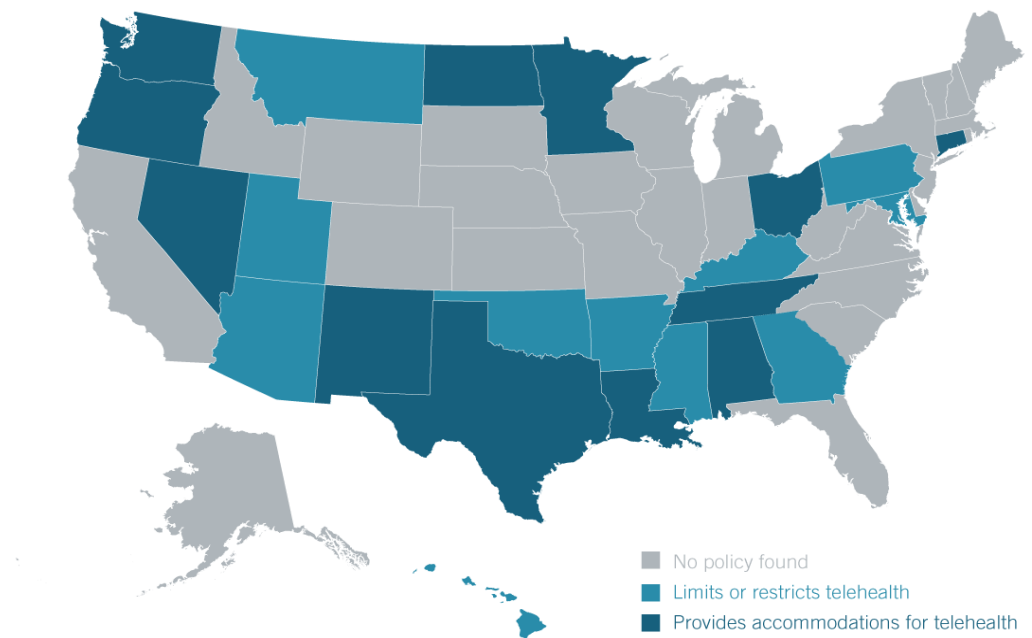 No policy found
Limits or restricts telehealth
Provides accommodations for telehealth